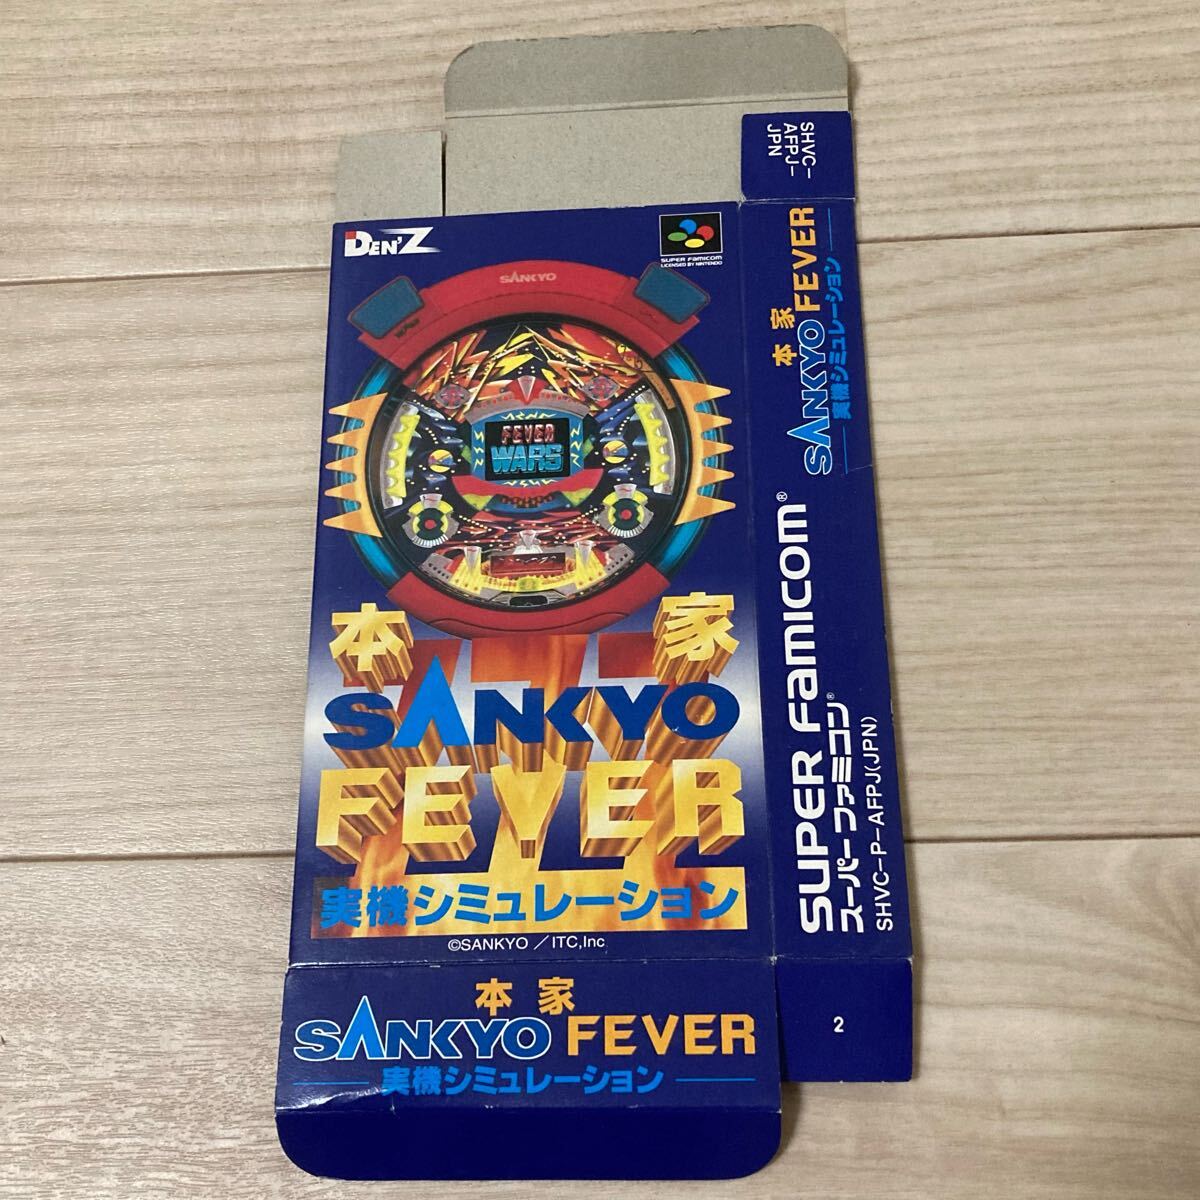 DEN'Z
SUPER FAMICOM
LICENSED BY NINTENDO
SANKYO
FEVER
WARS
本家
SANKYO
FEVER
実機シミュレーション
©SANKYO／ITC,Inc
本家
SANKYO FEVER
実機シミュレーション
SHVC-
AFPJ-
JPN
本家
SANKYO FEVER
実機シミュレーション
SUPER FAMICOM®
スーパーファミコン®
SHVC-P-AFPJ(JPN)
2